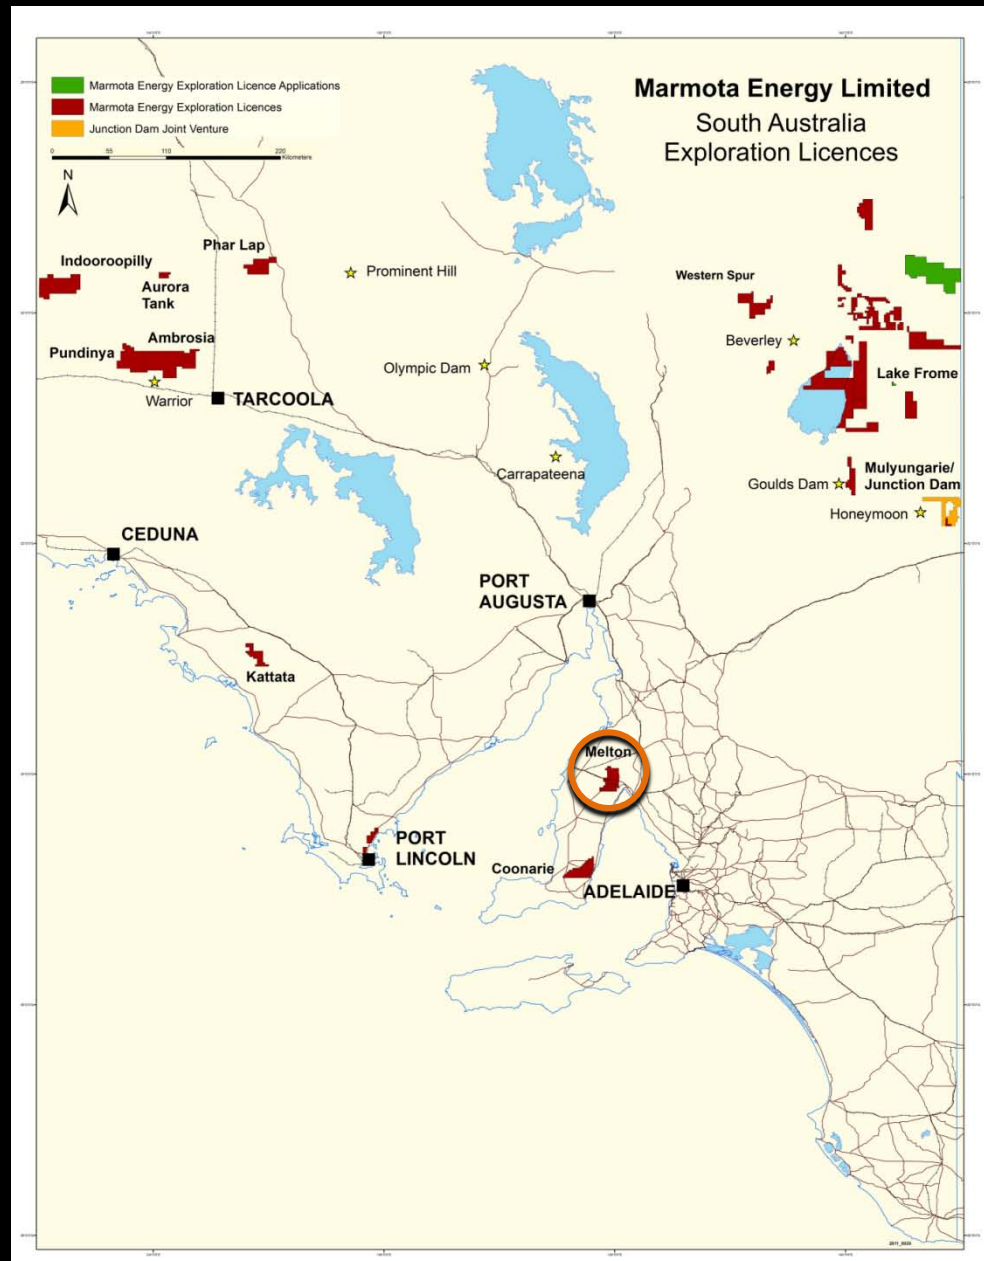 Marmota Energy Exploration Licence Applications
Marmota Energy Exploration Licences
Junction Dam Joint Venture
0 55 110 220
Kilometers
N
Marmota Energy Limited
South Australia
Exploration Licences
Phar Lap
Indooroopilly
Aurora
Tank
Prominent Hill
Western Spur
Ambrosia
Pundinya
Warrior
TARCOOLA
Olympic Dam
Beverley
Lake Frome
Carrapateena
Mulyungarie/
Junction Dam
Goulds Dam
Honeymoon
CEDUNA
PORT
AUGUSTA
Kattata
Melton
PORT
LINCOLN
Coonarie
ADELAIDE